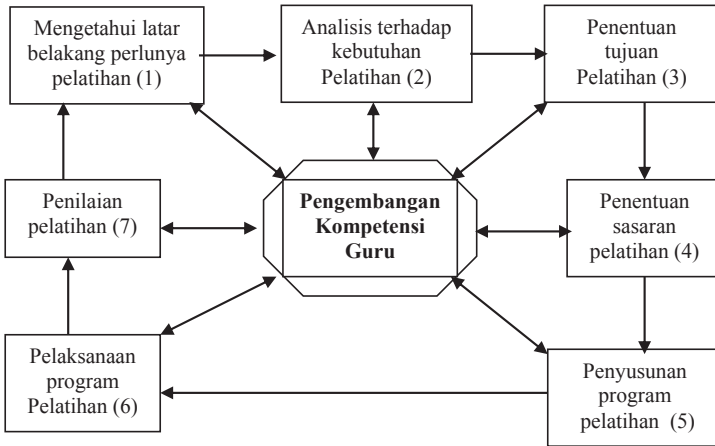 Mengetahui latar
belakang perlunya
pelatihan (1)
Analisis terhadap
kebutuhan
Pelatihan (2)
Penentuan
tujuan
Pelatihan (3)
Penilaian
pelatihan (7)
Pengembangan
Kompetensi
Guru
Penentuan
sasaran
pelatihan (4)
Pelaksanaan
program
Pelatihan (6)
Penyusunan
program
pelatihan (5)